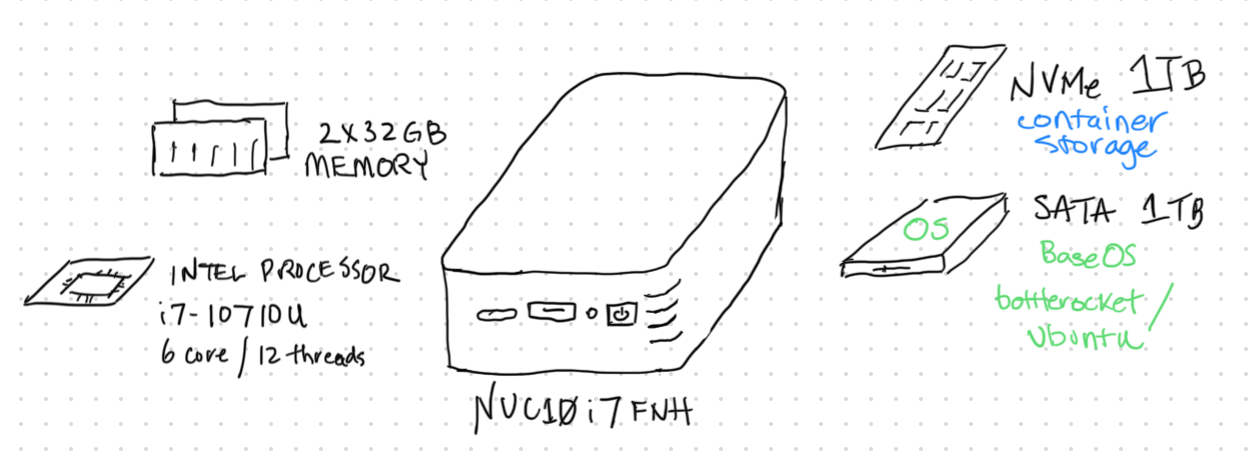 2X32GB
MEMORY
INTEL PROCESSOR
i7-10710U
6 core / 12 threads
NUC10i7FNH
NVMe 1TB
container
storage
OS
SATA 1TB
BaseOS
bottlerocket /
Ubuntu